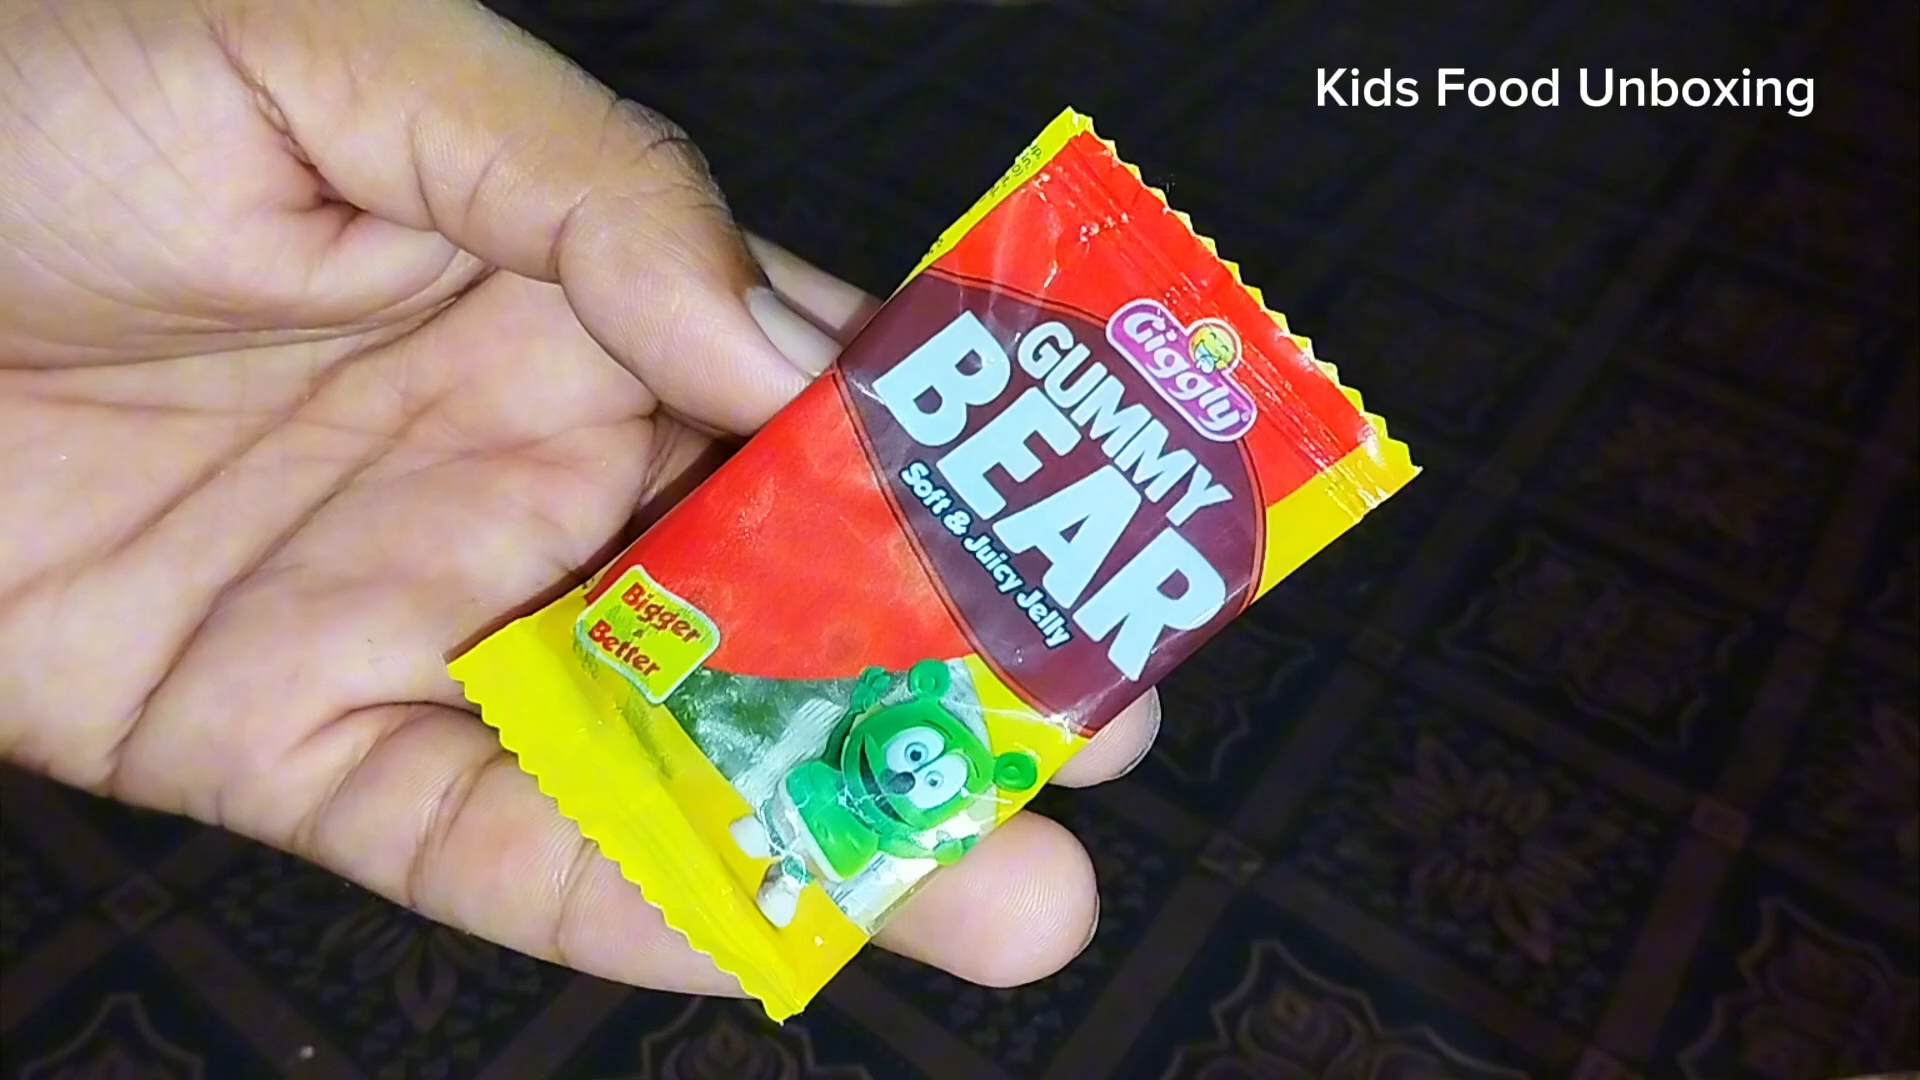 Kids Food Unboxing
Giggly
GUMMY
BEAR
Soft & Juicy Jelly
Bigger
&
Better